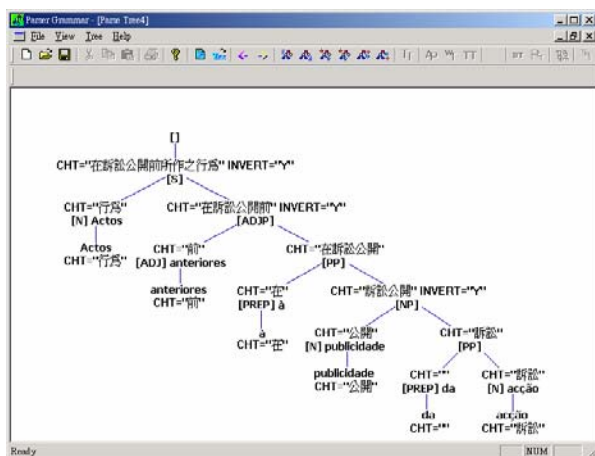 Parser Grammar - [Parse Tree4]
File View Tree Help
[]
CHT="在訴訟公開前所作之行為" INVERT="Y"
[S]
CHT="行為" CHT="在訴訟公開前" INVERT="Y"
[N] Actos [ADJP]
Actos CHT="前" CHT="在訴訟公開"
CHT="行為" [ADJ] anteriores [PP]
anteriores CHT="在" CHT="訴訟公開" INVERT="Y"
CHT="前" [PREP] à [NP]
à CHT="公開" CHT="訴訟"
CHT="在" [N] publicidade [PP]
publicidade CHT="" CHT="訴訟"
CHT="公開" [PREP] da [N] acção
da acção
CHT="" CHT="訴訟"
Ready NUM